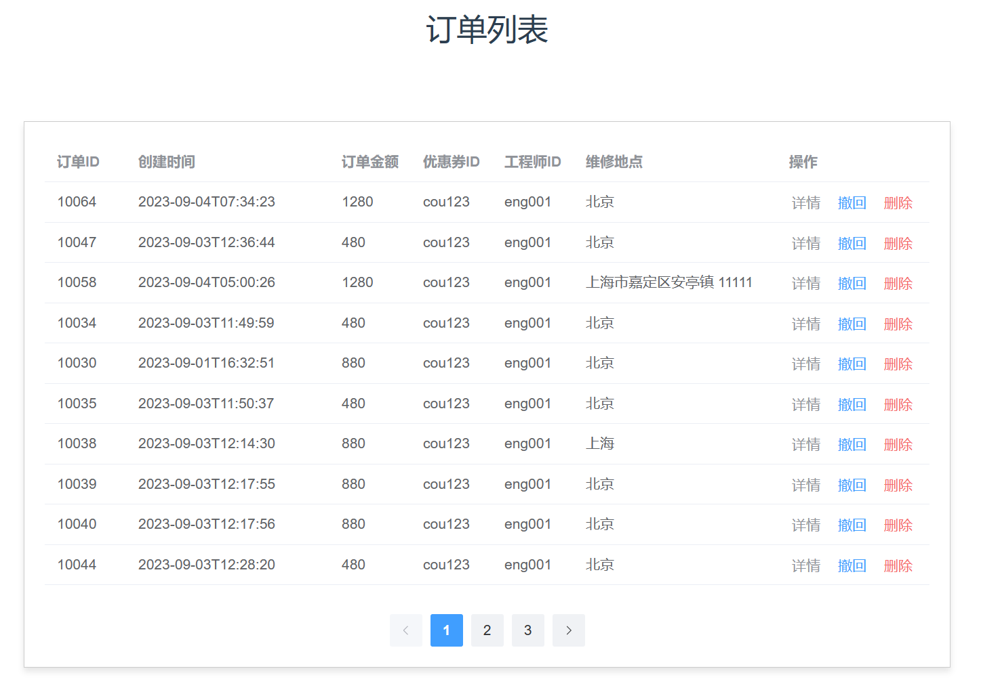 订单列表
订单ID 创建时间 订单金额 优惠券ID 工程师ID 维修地点 操作
10064 2023-09-04T07:34:23 1280 cou123 eng001 北京 详情 撤回 删除
10047 2023-09-03T12:36:44 480 cou123 eng001 北京 详情 撤回 删除
10058 2023-09-04T05:00:26 1280 cou123 eng001 上海市嘉定区安亭镇 11111 详情 撤回 删除
10034 2023-09-03T11:49:59 480 cou123 eng001 北京 详情 撤回 删除
10030 2023-09-01T16:32:51 880 cou123 eng001 北京 详情 撤回 删除
10035 2023-09-03T11:50:37 480 cou123 eng001 北京 详情 撤回 删除
10038 2023-09-03T12:14:30 880 cou123 eng001 上海 详情 撤回 删除
10039 2023-09-03T12:17:55 880 cou123 eng001 北京 详情 撤回 删除
10040 2023-09-03T12:17:56 880 cou123 eng001 北京 详情 撤回 删除
10044 2023-09-03T12:28:20 480 cou123 eng001 北京 详情 撤回 删除
1 2 3